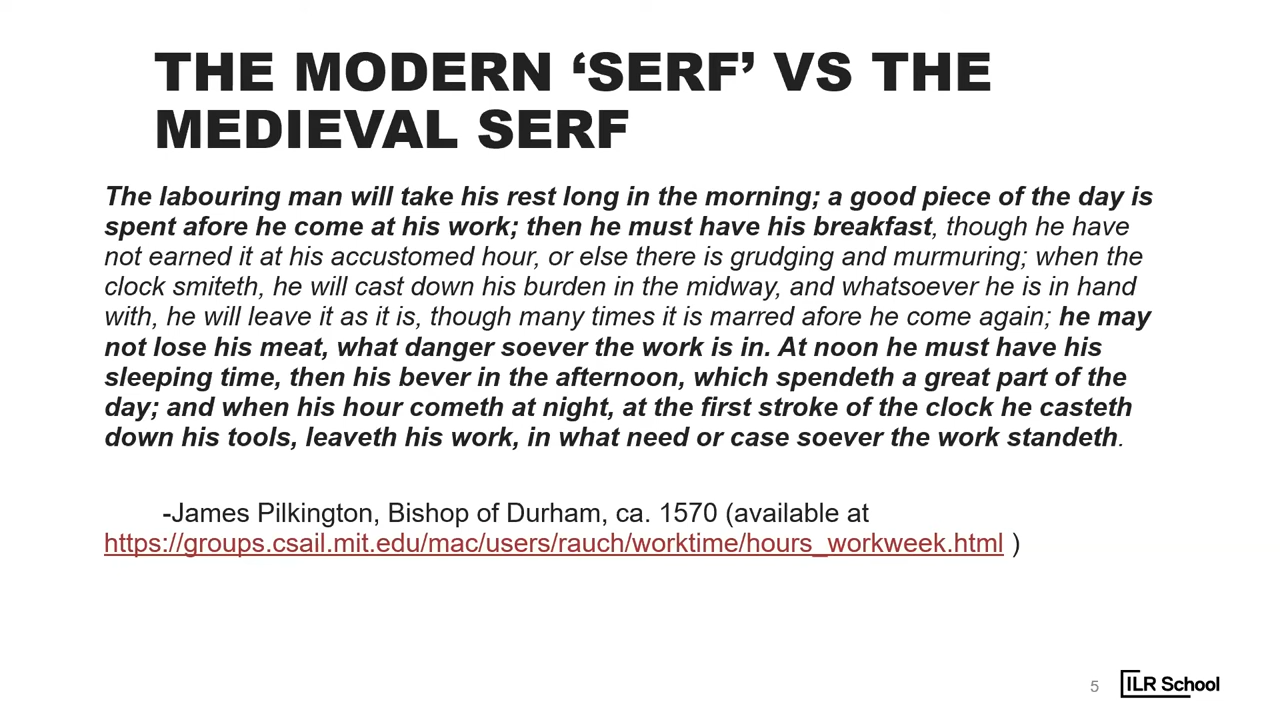 THE MODERN ‘SERF’ VS THE
MEDIEVAL SERF
The labouring man will take his rest long in the morning; a good piece of the day is
spent afore he come at his work; then he must have his breakfast, though he have
not earned it at his accustomed hour, or else there is grudging and murmuring; when the
clock smiteth, he will cast down his burden in the midway, and whatsoever he is in hand
with, he will leave it as it is, though many times it is marred afore he come again; he may
not lose his meat, what danger soever the work is in. At noon he must have his
sleeping time, then his bever in the afternoon, which spendeth a great part of the
day; and when his hour cometh at night, at the first stroke of the clock he casteth
down his tools, leaveth his work, in what need or case soever the work standeth.
-James Pilkington, Bishop of Durham, ca. 1570 (available at
https://groups.csail.mit.edu/mac/users/rauch/worktime/hours_workweek.html )
5
ILR School